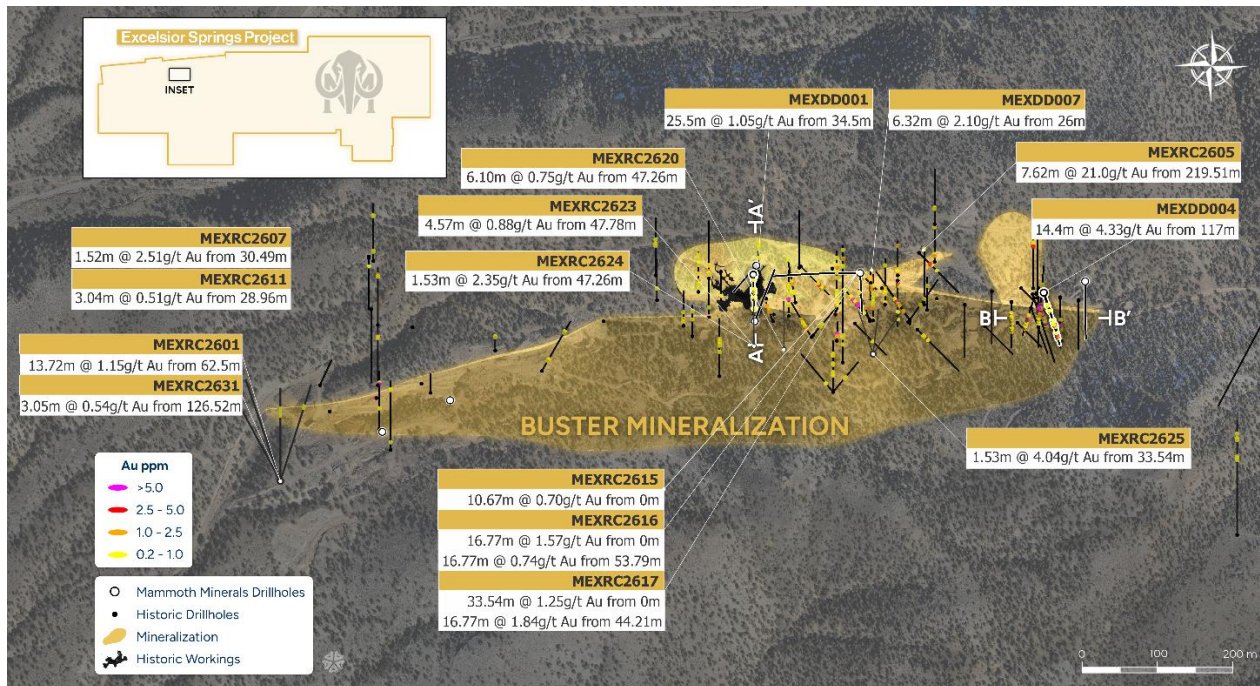 Excelsior Springs Project
INSET
MEXDD001
25.5m @ 1.05g/t Au from 34.5m
MEXDD007
6.32m @ 2.10g/t Au from 26m
MEXRC2620
6.10m @ 0.75g/t Au from 47.26m
MEXRC2605
7.62m @ 21.0g/t Au from 219.51m
MEXRC2623
4.57m @ 0.88g/t Au from 47.78m
MEXDD004
14.4m @ 4.33g/t Au from 117m
MEXRC2607
1.52m @ 2.51g/t Au from 30.49m
MEXRC2611
3.04m @ 0.51g/t Au from 28.96m
MEXRC2624
1.53m @ 2.35g/t Au from 47.26m
A'
A
B
B'
MEXRC2601
13.72m @ 1.15g/t Au from 62.5m
MEXRC2631
3.05m @ 0.54g/t Au from 126.52m
BUSTER MINERALIZATION
MEXRC2625
1.53m @ 4.04g/t Au from 33.54m
MEXRC2615
10.67m @ 0.70g/t Au from 0m
MEXRC2616
16.77m @ 1.57g/t Au from 0m
16.77m @ 0.74g/t Au from 53.79m
MEXRC2617
33.54m @ 1.25g/t Au from 0m
16.77m @ 1.84g/t Au from 44.21m
Au ppm
>5.0
2.5 - 5.0
1.0 - 2.5
0.2 - 1.0
Mammoth Minerals Drillholes
Historic Drillholes
Mineralization
Historic Workings
0 100 200 m